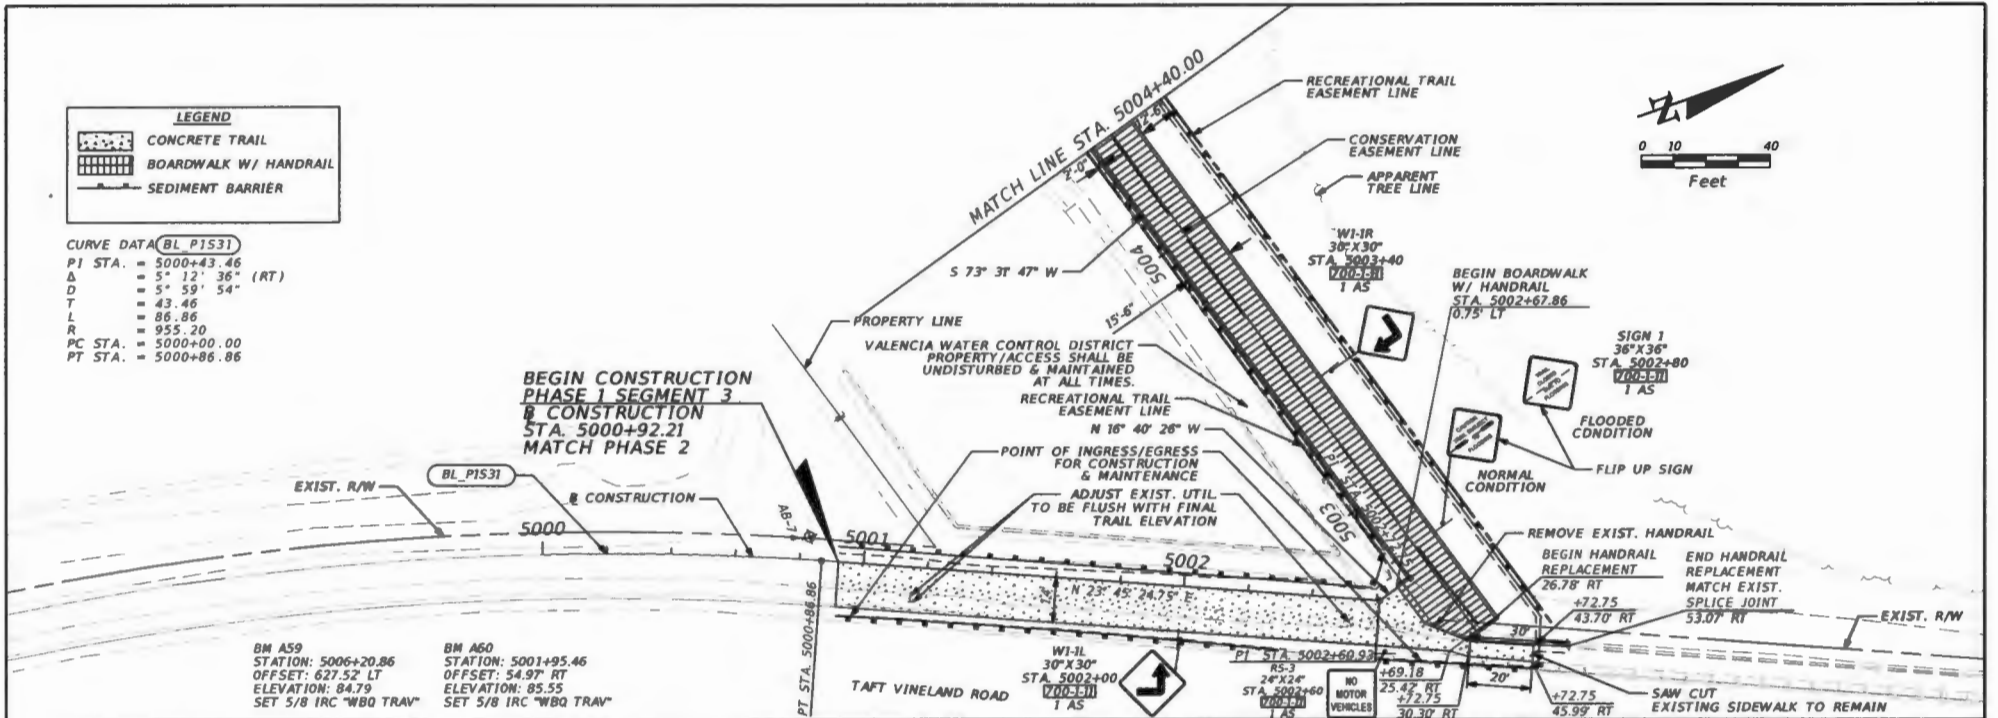 LEGEND
CONCRETE TRAIL
BOARDWALK W/ HANDRAIL
SEDIMENT BARRIER
CURVE DATA BL_P1S31
PI STA. = 5000+43.46
Δ = 5° 12' 36" (RT)
D = 5° 59' 54"
T = 43.46
L = 86.86
R = 955.20
PC STA. = 5000+00.00
PT STA. = 5000+86.86
BEGIN CONSTRUCTION
PHASE 1 SEGMENT 3
B CONSTRUCTION
STA. 5000+92.21
MATCH PHASE 2
BL_P1S31
EXIST. R/W
B CONSTRUCTION
5000
5001
5002
5003
5004
PT STA. 5000+86.86
14'
N 23° 45' 24.75" E
BM A59
STATION: 5006+20.86
OFFSET: 627.52' LT
ELEVATION: 84.79
SET 5/8 IRC "WBQ TRAV"
BM A60
STATION: 5001+95.46
OFFSET: 54.97' RT
ELEVATION: 85.55
SET 5/8 IRC "WBQ TRAV"
TAFT VINELAND ROAD
W1-1L
30"X30"
STA. 5002+00
700-1-11
1 AS
PI STA. 5002+60.93
R5-3
24"X24"
STA. 5002+60
700-1-11
1 AS
NO
MOTOR
VEHICLES
+69.18
25.42' RT
+72.75
30.30' RT
20'
30'
+72.75
45.99' RT
SAW CUT
EXISTING SIDEWALK TO REMAIN
EXIST. R/W
REMOVE EXIST. HANDRAIL
BEGIN HANDRAIL
REPLACEMENT
26.78' RT
+72.75
43.70' RT
END HANDRAIL
REPLACEMENT
MATCH EXIST.
SPLICE JOINT
53.07' RT
MATCH LINE STA. 5004+40.00
2'-0"
12'-6"
15'-6"
S 73° 31' 47" W
PROPERTY LINE
VALENCIA WATER CONTROL DISTRICT
PROPERTY/ACCESS SHALL BE
UNDISTURBED & MAINTAINED
AT ALL TIMES.
RECREATIONAL TRAIL
EASEMENT LINE
N 16° 40' 26" W
POINT OF INGRESS/EGRESS
FOR CONSTRUCTION
& MAINTENANCE
ADJUST EXIST. UTIL.
TO BE FLUSH WITH FINAL
TRAIL ELEVATION
RECREATIONAL TRAIL
EASEMENT LINE
CONSERVATION
EASEMENT LINE
APPARENT
TREE LINE
W1-1R
30"X30"
STA. 5003+40
700-1-11
1 AS
BEGIN BOARDWALK
W/ HANDRAIL
STA. 5002+67.86
0.75' LT
SIGN 1
36"X36"
STA. 5002+80
700-1-11
1 AS
FLOODED
CONDITION
FLIP UP SIGN
NORMAL
CONDITION
N
0 10 40
Feet